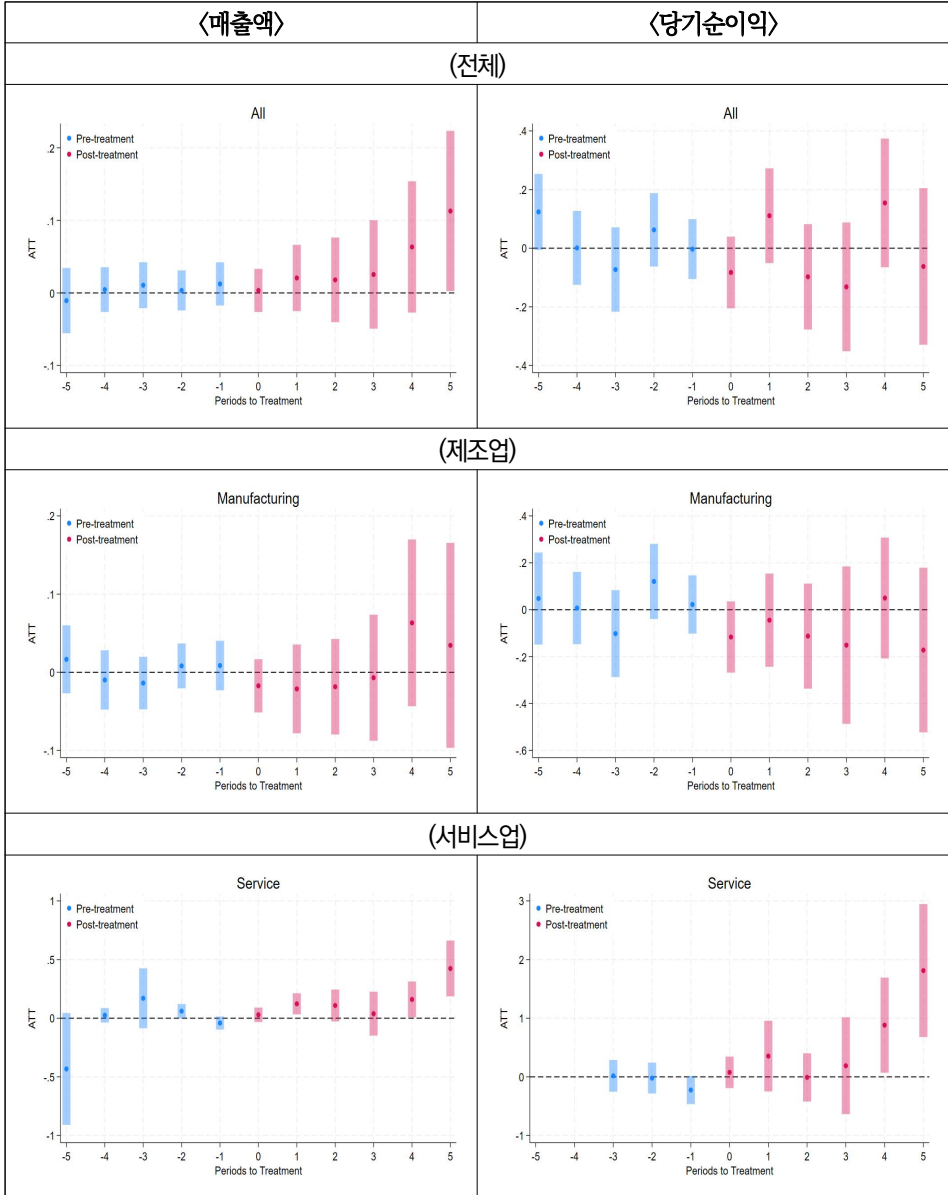 〈매출액〉 〈당기순이익〉
(전체)
All
Pre-treatment
Post-treatment
.2
.1
0
-.1
ATT
-5 -4 -3 -2 -1 0 1 2 3 4 5
Periods to Treatment
All
Pre-treatment
Post-treatment
.4
.2
0
-.2
-.4
ATT
-5 -4 -3 -2 -1 0 1 2 3 4 5
Periods to Treatment
(제조업)
Manufacturing
Pre-treatment
Post-treatment
.2
.1
0
-.1
ATT
-5 -4 -3 -2 -1 0 1 2 3 4 5
Periods to Treatment
Manufacturing
Pre-treatment
Post-treatment
.4
.2
0
-.2
-.4
-.6
ATT
-5 -4 -3 -2 -1 0 1 2 3 4 5
Periods to Treatment
(서비스업)
Service
Pre-treatment
Post-treatment
1
.5
0
-.5
-1
ATT
-5 -4 -3 -2 -1 0 1 2 3 4 5
Periods to Treatment
Service
Pre-treatment
Post-treatment
3
2
1
0
-1
ATT
-5 -4 -3 -2 -1 0 1 2 3 4 5
Periods to Treatment